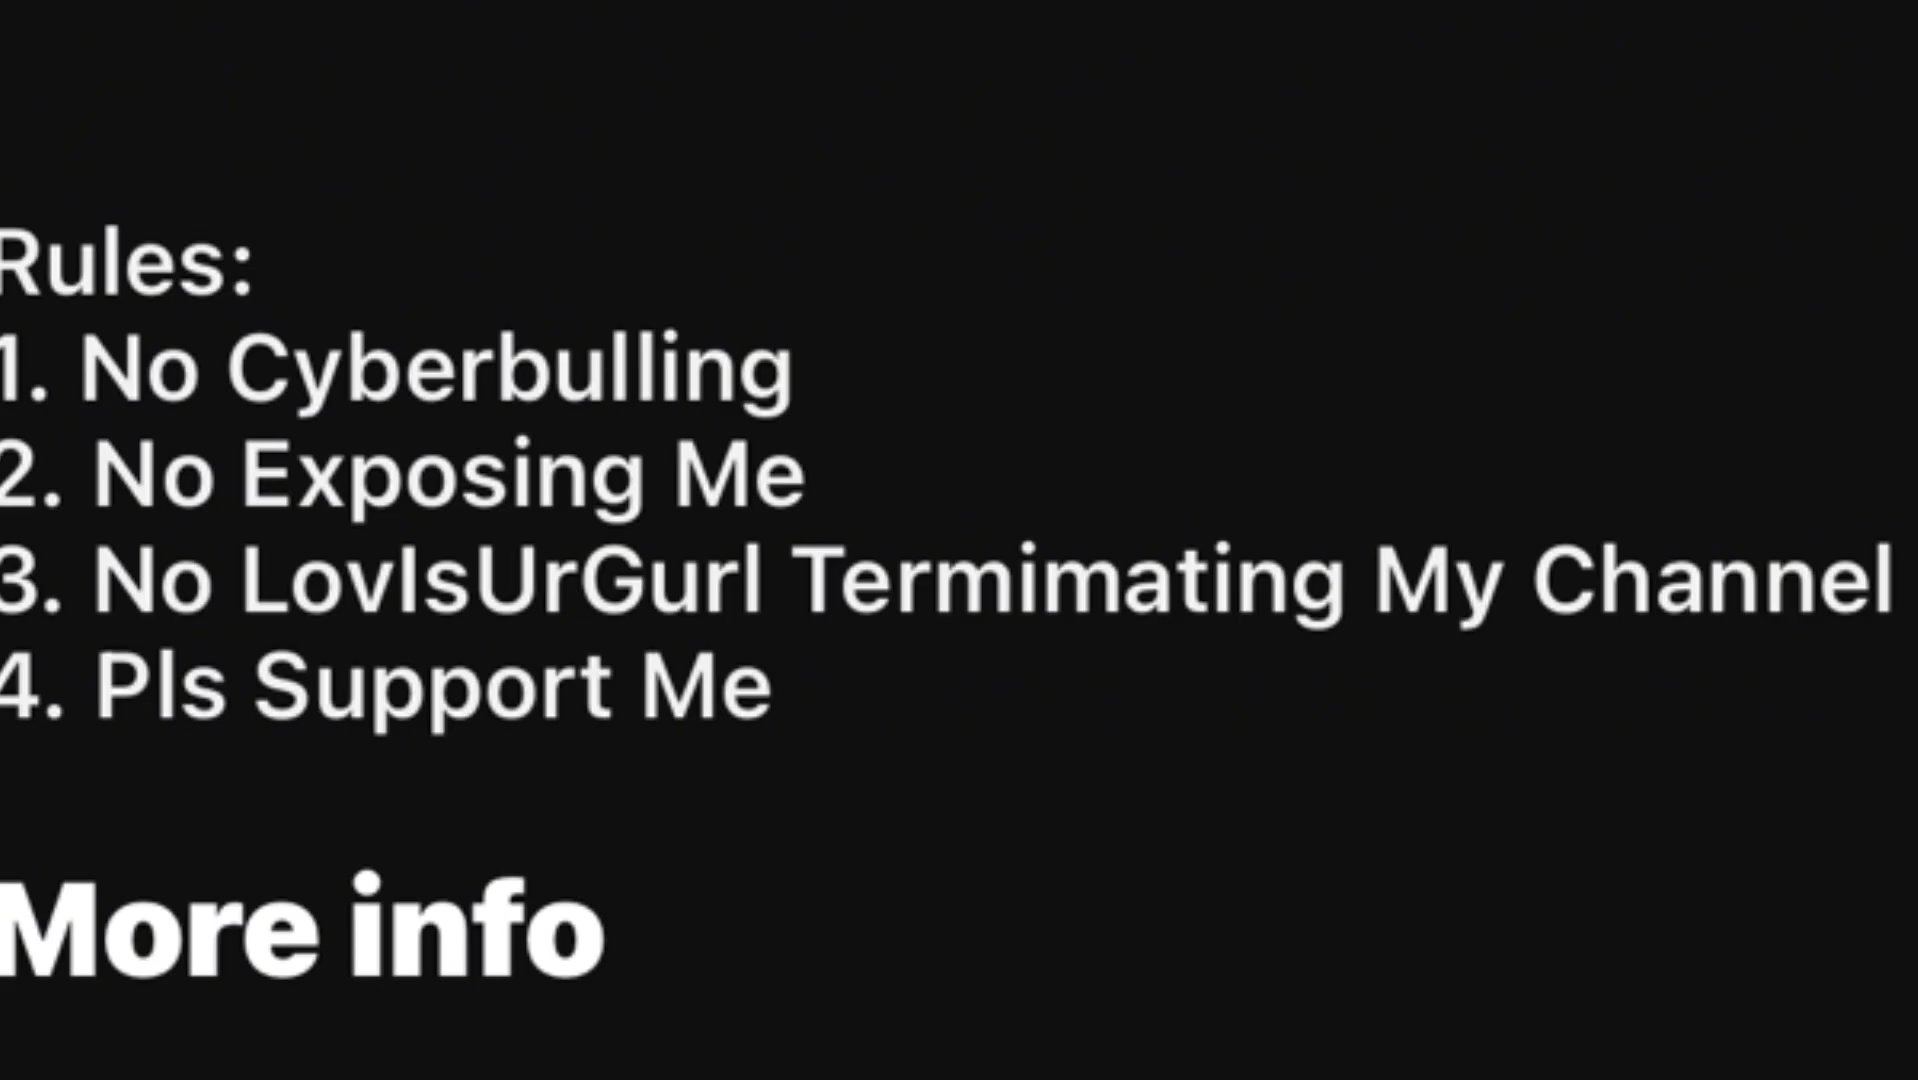 Rules:
1. No Cyberbulling
2. No Exposing Me
3. No LovIsUrGurl Termimating My Channel
4. Pls Support Me
More info